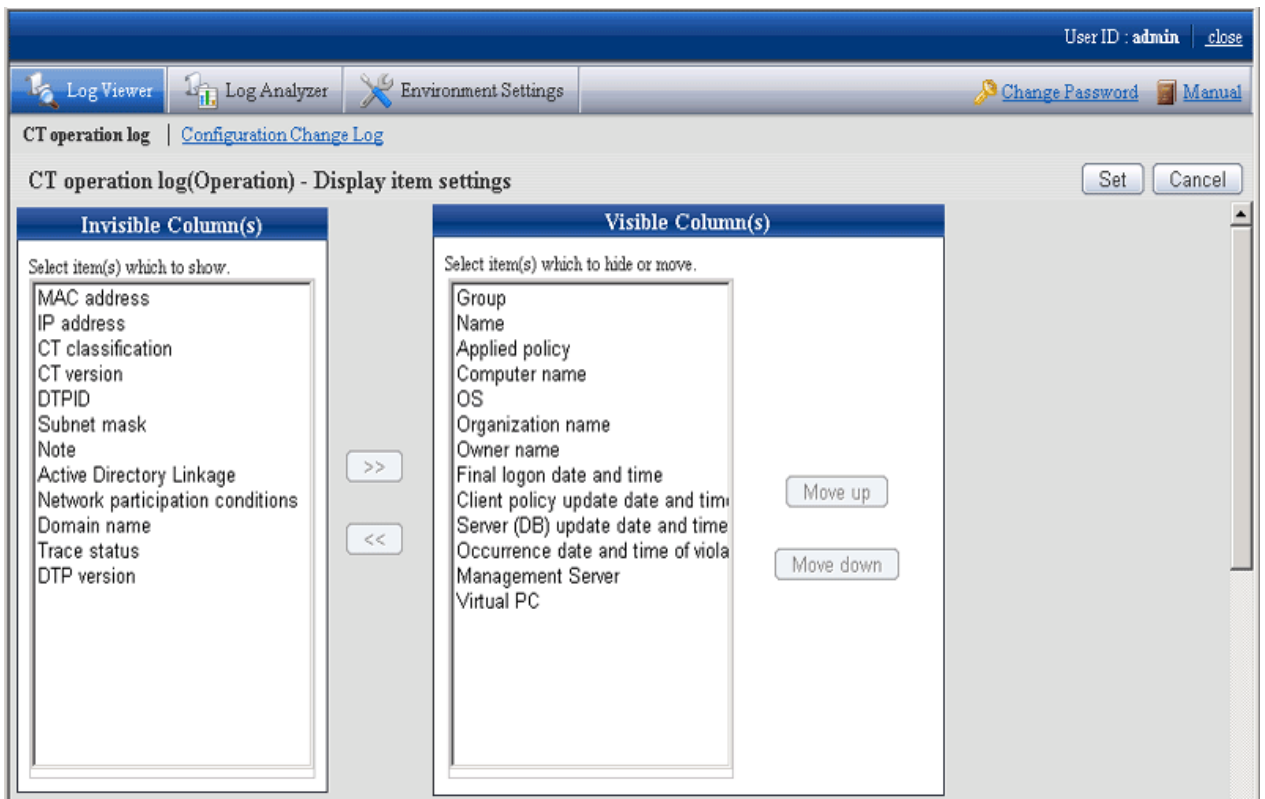 User ID : admin | close
Log Viewer Log Analyzer Environment Settings Change Password Manual
CT operation log | Configuration Change Log
CT operation log(Operation) - Display item settings Set Cancel
Invisible Column(s)
Select item(s) which to show.
MAC address
IP address
CT classification
CT version
DTPID
Subnet mask
Note
Active Directory Linkage
Network participation conditions
Domain name
Trace status
DTP version
>>
<<
Visible Column(s)
Select item(s) which to hide or move.
Group
Name
Applied policy
Computer name
OS
Organization name
Owner name
Final logon date and time
Client policy update date and tim
Server (DB) update date and time
Occurrence date and time of viola
Management Server
Virtual PC
Move up
Move down